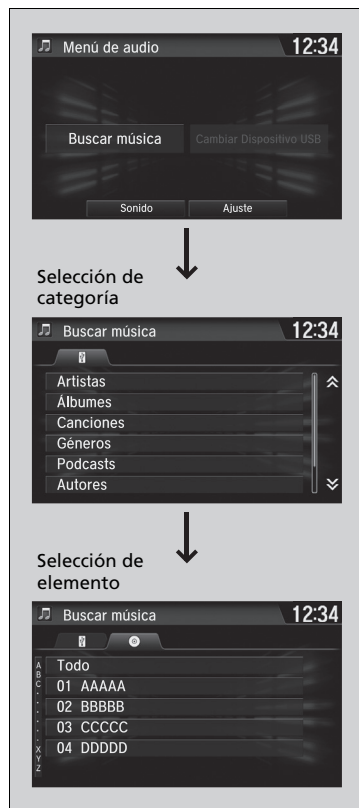 Menú de audio 12:34
Buscar música Cambiar Dispositivo USB
Sonido Ajuste
Selección de
categoría
Buscar música 12:34
Artistas
Álbumes
Canciones
Géneros
Podcasts
Autores
Selección de
elemento
Buscar música 12:34
A
B
C
Todo
01 AAAAA
02 BBBBB
03 CCCCC
04 DDDDD
X
Y
Z